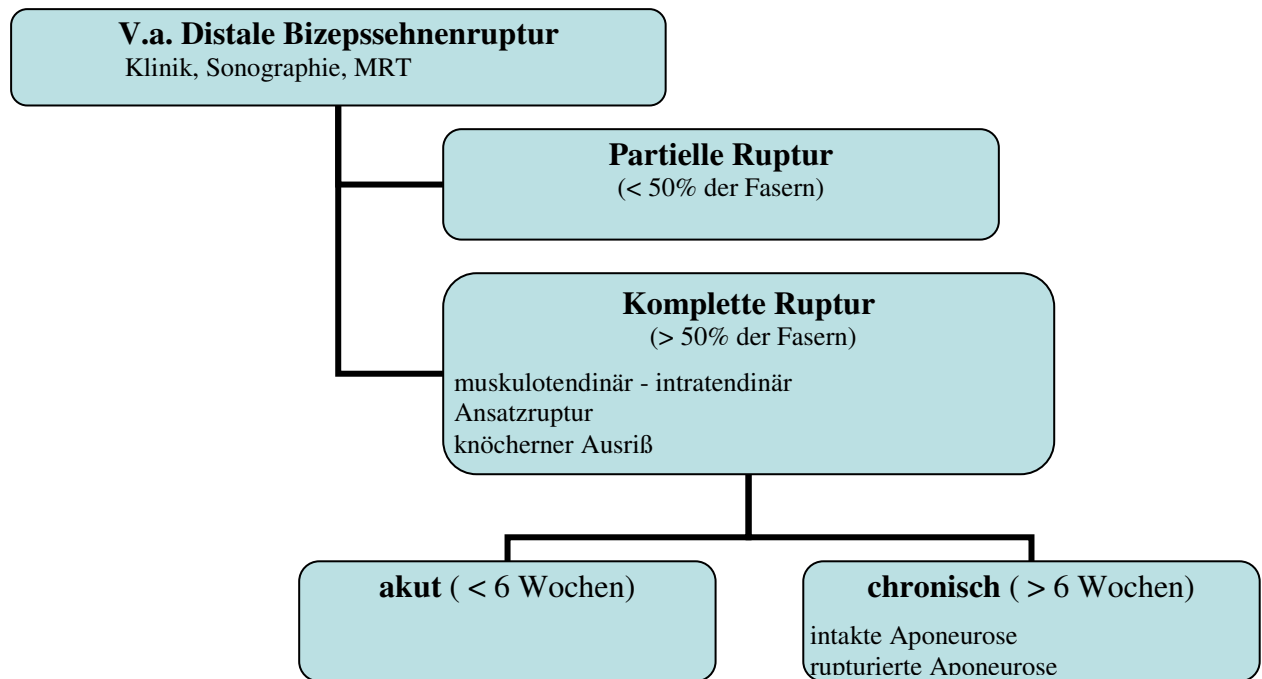 V.a. Distale Bizepssehnenruptur
Klinik, Sonographie, MRT
Partielle Ruptur
(< 50% der Fasern)
Komplette Ruptur
(> 50% der Fasern)
muskulotendinär - intratendinär
Ansatzruptur
knöcherner Ausriß
akut ( < 6 Wochen)
chronisch ( > 6 Wochen)
intakte Aponeurose
rupturierte Aponeurose